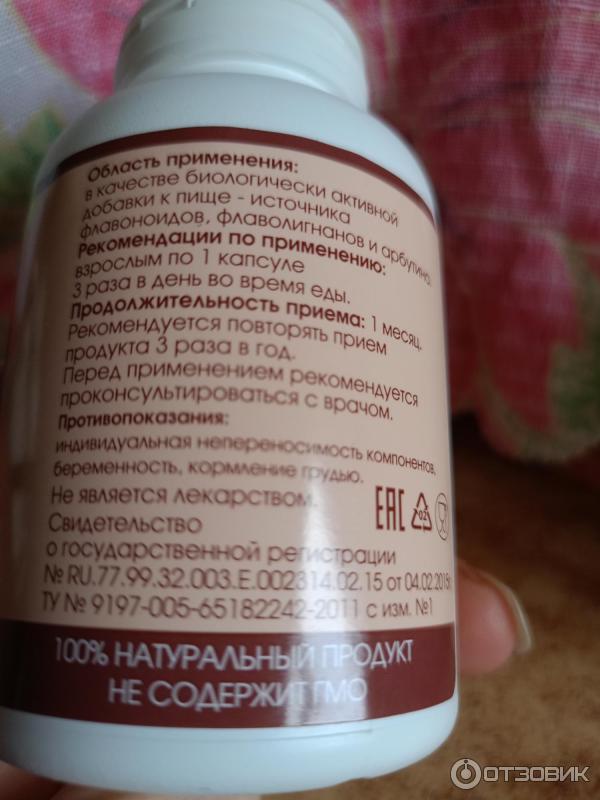 Область применения:
в качестве биологически активной
добавки к пище - источника
флавоноидов, флаволигнанов и арбутина.
Рекомендации по применению:
взрослым по 1 капсуле
3 раза в день во время еды.
Продолжительность приема: 1 месяц.
Рекомендуется повторять прием
продукта 3 раза в год.
Перед применением рекомендуется
проконсультироваться с врачом.
Противопоказания:
индивидуальная непереносимость компонентов,
беременность, кормление грудью.
Не является лекарством.
EAC
02
Свидетельство
о государственной регистрации
№ RU.77.99.32.003.E.002314.02.15 от 04.02.2015г
ТУ № 9197-005-65182242-2011 с изм. №1
100% НАТУРАЛЬНЫЙ ПРОДУКТ
НЕ СОДЕРЖИТ ГМО
ОТЗОВИК